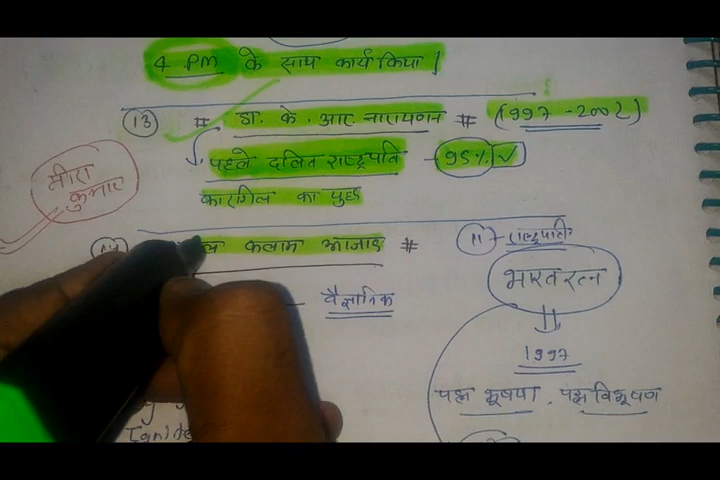 4 PM के साथ कार्य किया |
(13) # डा. के. आर नारायणन # (1997 - 2002)
पहले दलित राष्ट्रपति - 95% ✓
कारगिल का युद्ध
मीरा
कुमार
कलाम आजाद #
11 - राष्ट्रपति
भारतरत्न
वैज्ञानिक
1997
पद्म भूषण, पद्म विभूषण